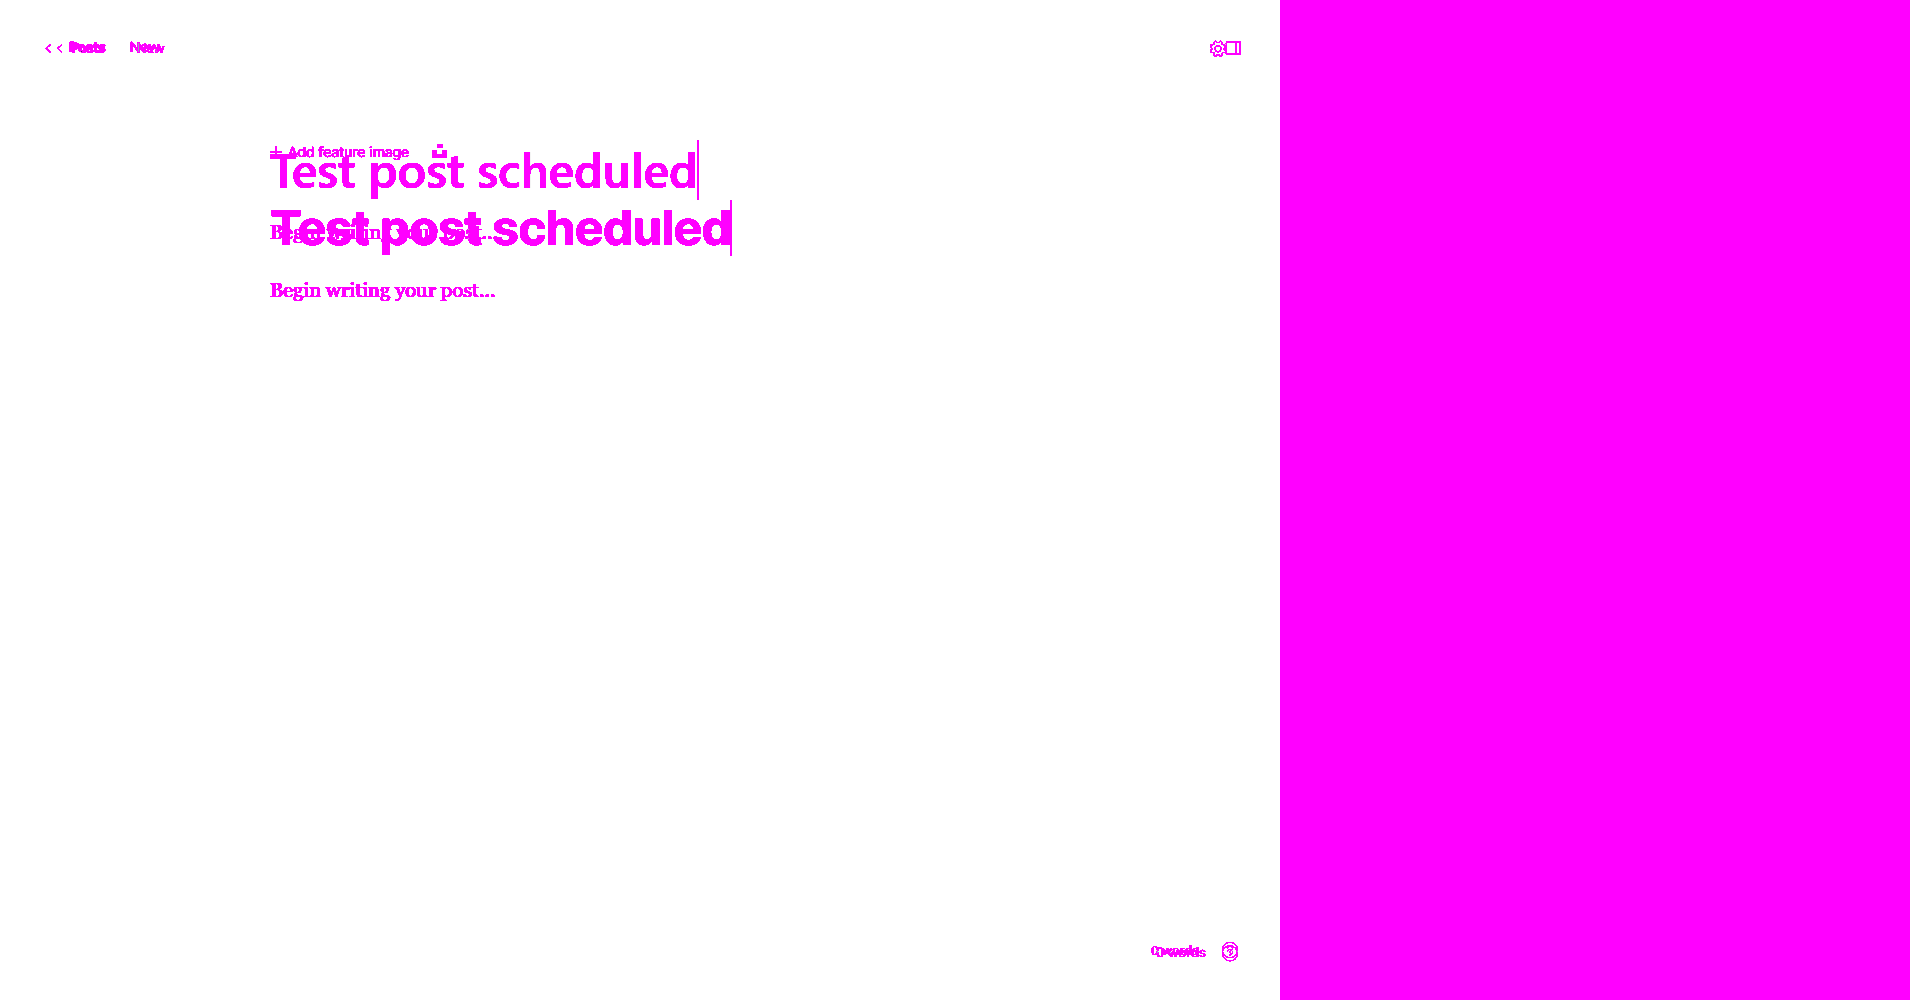 Posts New
Add feature image
Test post scheduled
Test post scheduled
Begin writing your post...
Begin writing your post...
0 words